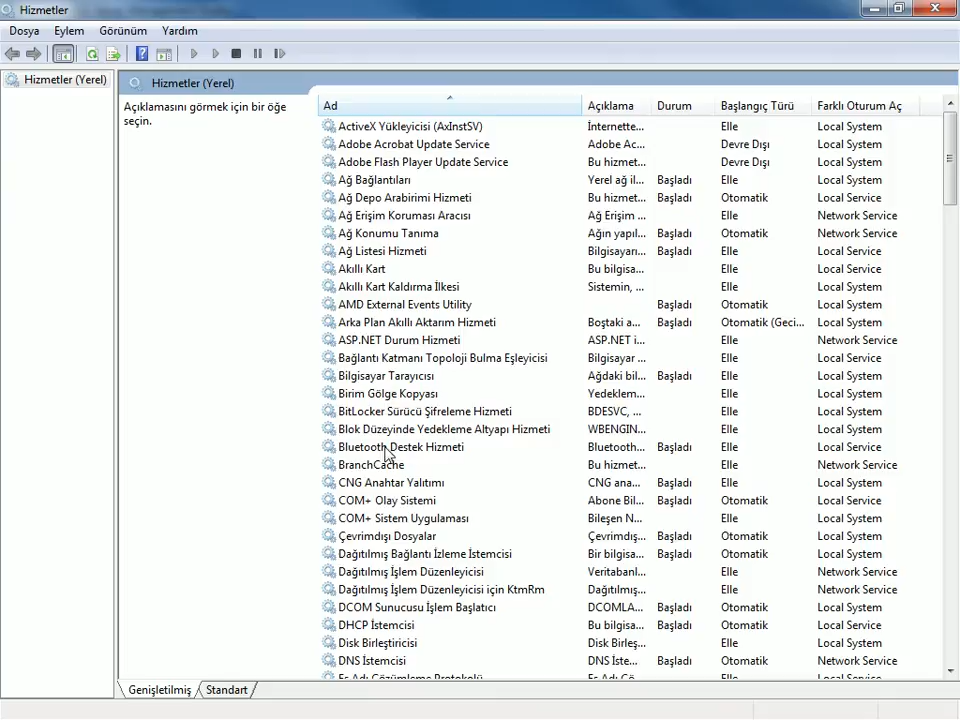 Hizmetler
Dosya Eylem Görünüm Yardım
Hizmetler (Yerel)
Hizmetler (Yerel)
Açıklamasını görmek için bir öğe
seçin.
Ad Açıklama Durum Başlangıç Türü Farklı Oturum Aç
ActiveX Yükleyicisi (AxInstSV) İnternette... Elle Local System
Adobe Acrobat Update Service Adobe Ac... Devre Dışı Local System
Adobe Flash Player Update Service Bu hizmet... Devre Dışı Local System
Ağ Bağlantıları Yerel ağ il... Başladı Elle Local System
Ağ Depo Arabirimi Hizmeti Bu hizmet... Başladı Otomatik Local Service
Ağ Erişim Koruması Aracısı Ağ Erişim ... Elle Network Service
Ağ Konumu Tanıma Ağın yapıl... Başladı Otomatik Network Service
Ağ Listesi Hizmeti Bilgisayarı... Başladı Elle Local Service
Akıllı Kart Bu bilgisa... Elle Local Service
Akıllı Kart Kaldırma İlkesi Sistemin, ... Elle Local System
AMD External Events Utility Başladı Otomatik Local System
Arka Plan Akıllı Aktarım Hizmeti Boştaki a... Başladı Otomatik (Geci... Local System
ASP.NET Durum Hizmeti ASP.NET i... Elle Network Service
Bağlantı Katmanı Topoloji Bulma Eşleyicisi Bilgisayar ... Elle Local Service
Bilgisayar Tarayıcısı Ağdaki bil... Başladı Elle Local System
Birim Gölge Kopyası Yedeklem... Elle Local System
BitLocker Sürücü Şifreleme Hizmeti BDESVC, ... Elle Local System
Blok Düzeyinde Yedekleme Altyapı Hizmeti WBENGIN... Elle Local System
Bluetooth Destek Hizmeti Bluetooth... Başladı Elle Local Service
BranchCache Bu hizmet... Elle Network Service
CNG Anahtar Yalıtımı CNG ana... Başladı Elle Local System
COM+ Olay Sistemi Abone Bil... Başladı Otomatik Local Service
COM+ Sistem Uygulaması Bileşen N... Elle Local System
Çevrimdışı Dosyalar Çevrimdış... Başladı Otomatik Local System
Dağıtılmış Bağlantı İzleme İstemcisi Bir bilgisa... Başladı Otomatik Local System
Dağıtılmış İşlem Düzenleyicisi Veritabanl... Elle Network Service
Dağıtılmış İşlem Düzenleyicisi için KtmRm Dağıtılmış... Elle Network Service
DCOM Sunucusu İşlem Başlatıcı DCOMLA... Başladı Otomatik Local System
DHCP İstemcisi Bu bilgisa... Başladı Otomatik Local Service
Disk Birleştiricisi Disk Birleş... Elle Local System
DNS İstemcisi DNS İste... Başladı Otomatik Network Service
Genişletilmiş Standart